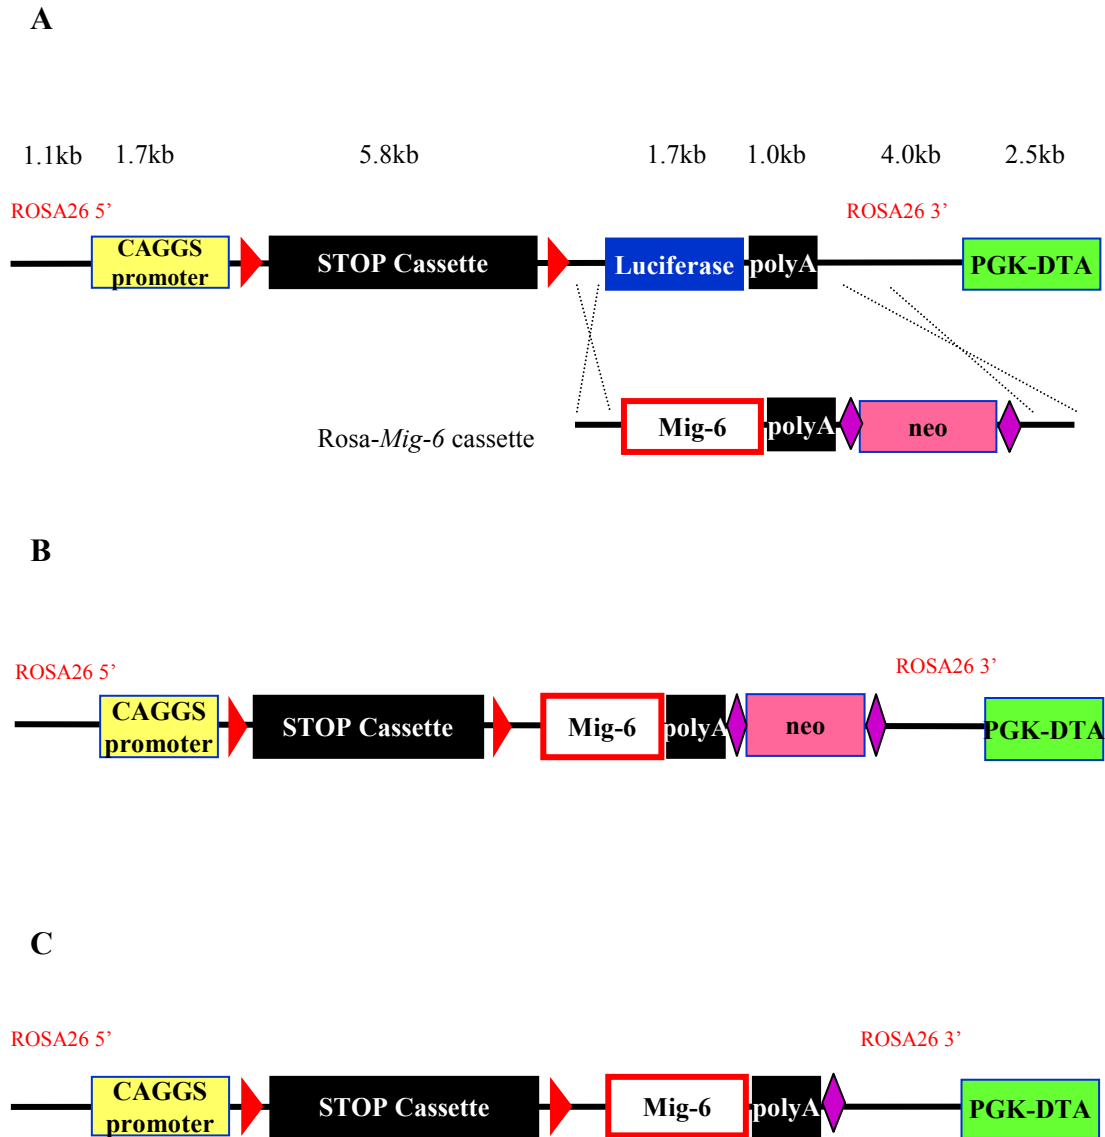 A
1.1kb 1.7kb 5.8kb 1.7kb 1.0kb 4.0kb 2.5kb
ROSA26 5’ ROSA26 3’
CAGGS
promoter
STOP Cassette
Luciferase
polyA
PGK-DTA
Rosa-Mig-6 cassette
Mig-6
polyA
neo
B
ROSA26 5’ ROSA26 3’
CAGGS
promoter
STOP Cassette
Mig-6
polyA
neo
PGK-DTA
C
ROSA26 5’ ROSA26 3’
CAGGS
promoter
STOP Cassette
Mig-6
polyA
PGK-DTA